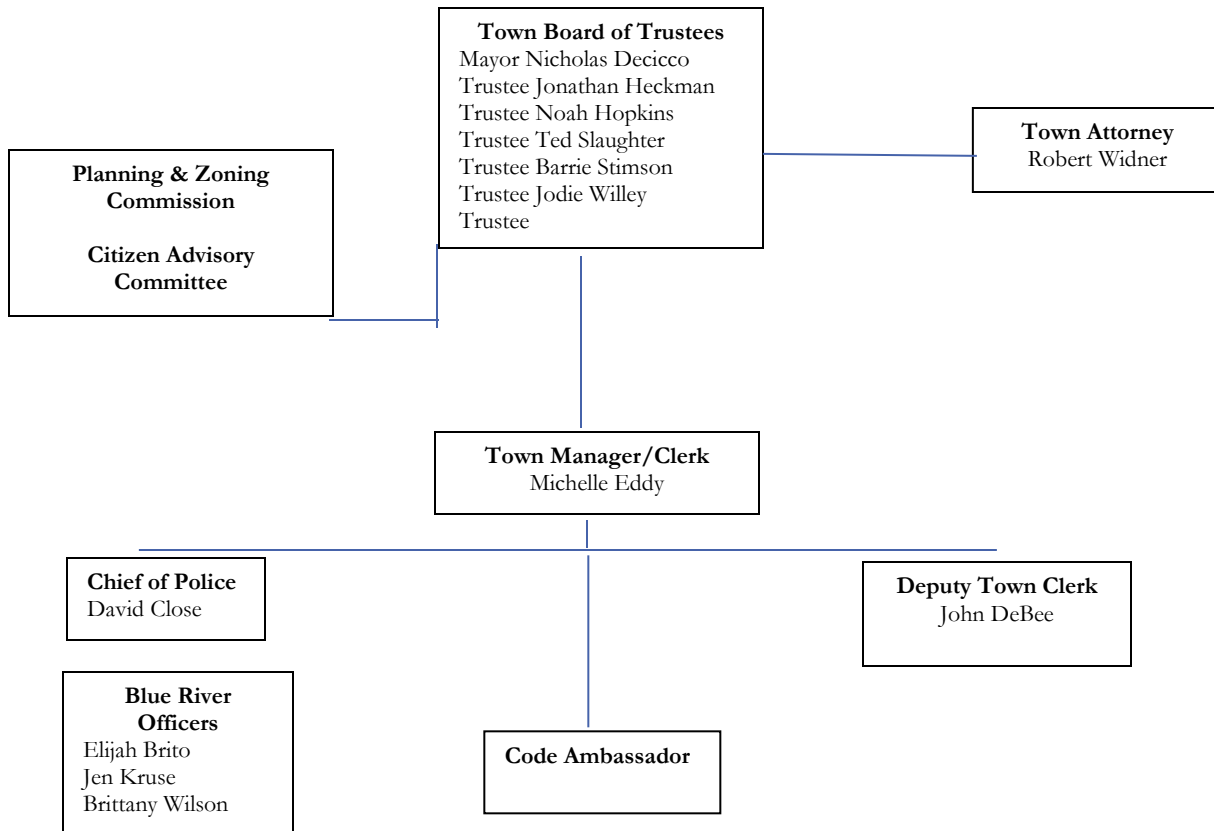 Town Board of Trustees
Mayor Nicholas Decicco
Trustee Jonathan Heckman
Trustee Noah Hopkins
Trustee Ted Slaughter
Trustee Barrie Stimson
Trustee Jodie Willey
Trustee
Town Attorney
Robert Widner
Planning & Zoning
Commission
Citizen Advisory
Committee
Town Manager/Clerk
Michelle Eddy
Chief of Police
David Close
Deputy Town Clerk
John DeBee
Blue River
Officers
Elijah Brito
Jen Kruse
Brittany Wilson
Code Ambassador